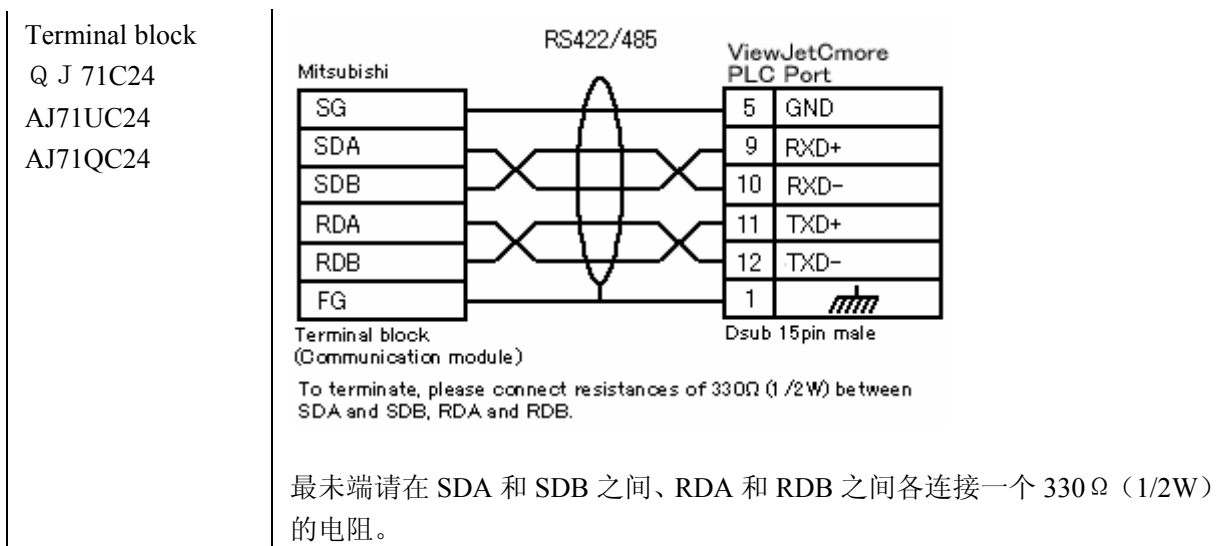 Terminal block
Ｑ Ｊ 71C24
AJ71UC24
AJ71QC24
RS422/485
Mitsubishi
ViewJetCmore
PLC Port
SG
5 GND
SDA
9 RXD+
SDB
10 RXD-
RDA
11 TXD+
RDB
12 TXD-
FG
1
Terminal block
(Communication module)
Dsub 15pin male
To terminate, please connect resistances of 330Ω (1/2W) between
SDA and SDB, RDA and RDB.
最未端请在 SDA 和 SDB 之间、RDA 和 RDB 之间各连接一个 330Ω（1/2W）
的电阻。